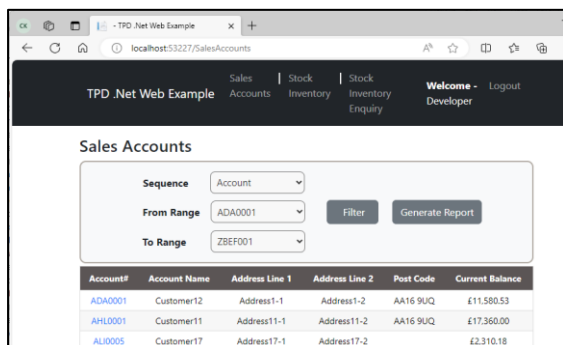 CK
- TPD .Net Web Example
localhost:53227/SalesAccounts
TPD .Net Web Example
Sales Accounts
Stock Inventory
Stock Inventory Enquiry
Welcome - Developer
Logout
Sales Accounts
Sequence Account
From Range ADA0001 Filter Generate Report
To Range ZBEF001
Account# Account Name Address Line 1 Address Line 2 Post Code Current Balance
ADA0001 Customer12 Address1-1 Address1-2 AA16 9UQ £11,580.53
AHL0001 Customer11 Address11-1 Address11-2 AA16 9UQ £17,360.00
ALI0005 Customer17 Address17-1 Address17-2 £2,310.18